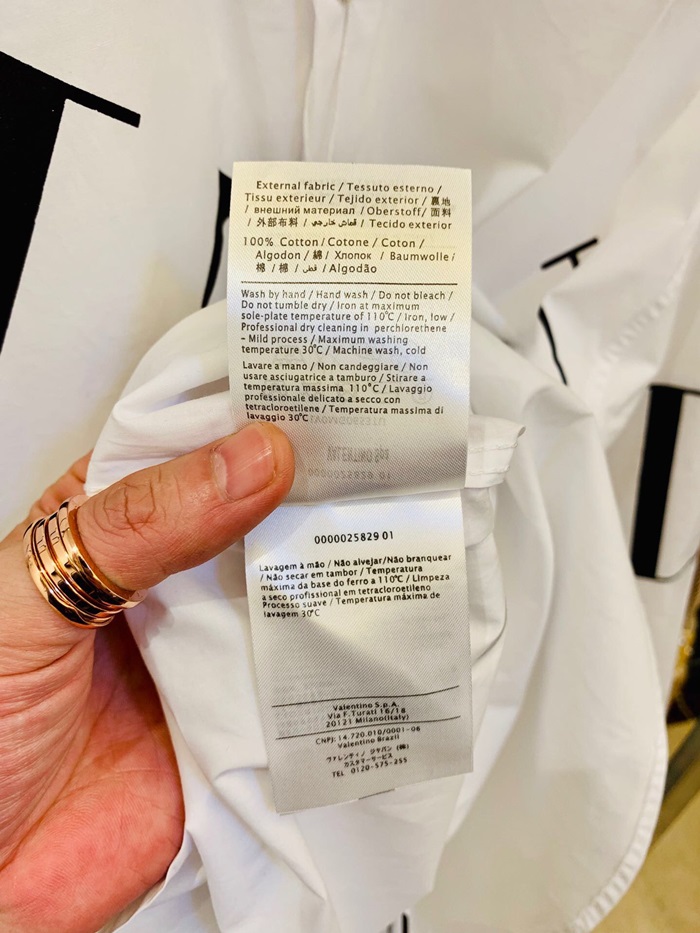 External fabric / Tessuto esterno /
Tissu exterieur / Tejido exterior / 裏地
/ внешний материал / Oberstoff/ 面料
/ 外部布料 / قماش خارجي / Tecido exterior
100% Cotton / Cotone / Coton /
Algodon / 綿 / Хлопок / Baumwolle /
棉 / 棉 / قطن / Algodão
Wash by hand / Hand wash / Do not bleach /
Do not tumble dry / Iron at maximum
sole-plate temperature of 110°C / Iron, low /
Professional dry cleaning in perchlorethene
- Mild process / Maximum washing
temperature 30°C / Machine wash, cold
Lavare a mano / Non candeggiare / Non
usare asciugatrice a tamburo / Stirare a
temperatura massima 110°C / Lavaggio
professionale delicato a secco con
tetracloroetilene / Temperatura massima di
lavaggio 30°C
0000025829 01
Lavagem à mão / Não alvejar/Não branquear
/ Não secar em tambor / Temperatura
máxima da base do ferro a 110°C / Limpeza
a seco profissional em tetracloroetileno
Processo suave / Temperatura máxima de
lavagem 30°C
Valentino S.p.A.
Via F.Turati 16/18
20121 Milano(Italy)
CNPJ: 14.720.010/0001-06
Valentino Brazil
ヴァレンティノ ジャパン (株)
カスタマーサービス
TEL 0120-575-255